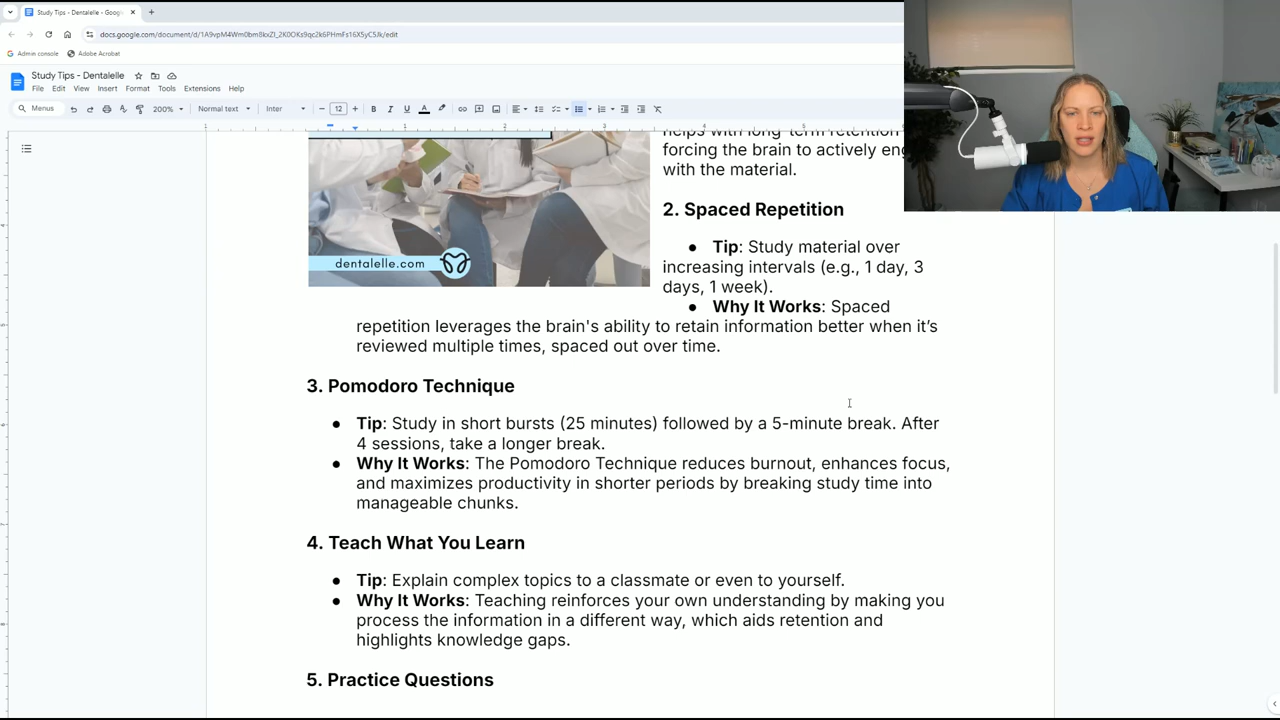 Study Tips - Dentalelle - Goog
docs.google.com/document/d/1A9vpM4Wm0bm8kxZI_2K0OKs9qc2k6PHmFs16X5yC5Jk/edit
Admin console
Adobe Acrobat
Study Tips - Dentalelle
File Edit View Insert Format Tools Extensions Help
Menus 200% Normal text Inter 12 B I U A
helps with long-term retention
forcing the brain to actively eng
with the material.
dentalelle.com
2. Spaced Repetition
● Tip: Study material over
increasing intervals (e.g., 1 day, 3
days, 1 week).
● Why It Works: Spaced
repetition leverages the brain's ability to retain information better when it's
reviewed multiple times, spaced out over time.
3. Pomodoro Technique
● Tip: Study in short bursts (25 minutes) followed by a 5-minute break. After
4 sessions, take a longer break.
● Why It Works: The Pomodoro Technique reduces burnout, enhances focus,
and maximizes productivity in shorter periods by breaking study time into
manageable chunks.
4. Teach What You Learn
● Tip: Explain complex topics to a classmate or even to yourself.
● Why It Works: Teaching reinforces your own understanding by making you
process the information in a different way, which aids retention and
highlights knowledge gaps.
5. Practice Questions